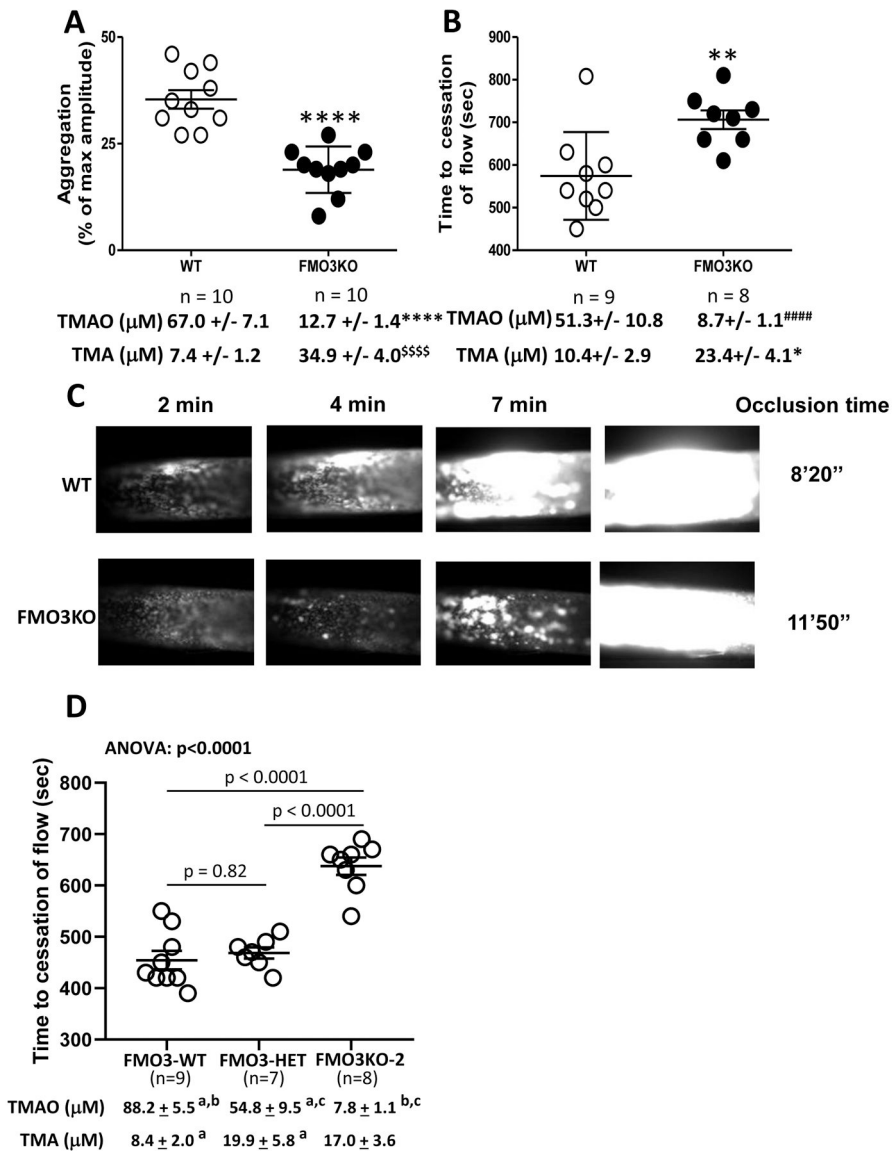 A
Aggregation
(% of max amplitude)
50
25
0
****
WT
FMO3KO
n = 10
n = 10
TMAO (µM) 67.0 +/- 7.1 12.7 +/- 1.4****
TMA (µM) 7.4 +/- 1.2 34.9 +/- 4.0$$$$
B
Time to cessation
of flow (sec)
900
800
700
600
500
400
**
WT
FMO3KO
n = 9
n = 8
TMAO (µM) 51.3+/- 10.8 8.7+/- 1.1####
TMA (µM) 10.4+/- 2.9 23.4+/- 4.1*
C
2 min 4 min 7 min Occlusion time
WT 8’20”
FMO3KO 11’50”
D
ANOVA: p<0.0001
Time to cessation of flow (sec)
800
700
600
500
400
300
p < 0.0001
p < 0.0001
p = 0.82
FMO3-WT FMO3-HET FMO3KO-2
(n=9) (n=7) (n=8)
TMAO (µM) 88.2 ± 5.5 a,b 54.8 ± 9.5 a,c 7.8 ± 1.1 b,c
TMA (µM) 8.4 ± 2.0 a 19.9 ± 5.8 a 17.0 ± 3.6